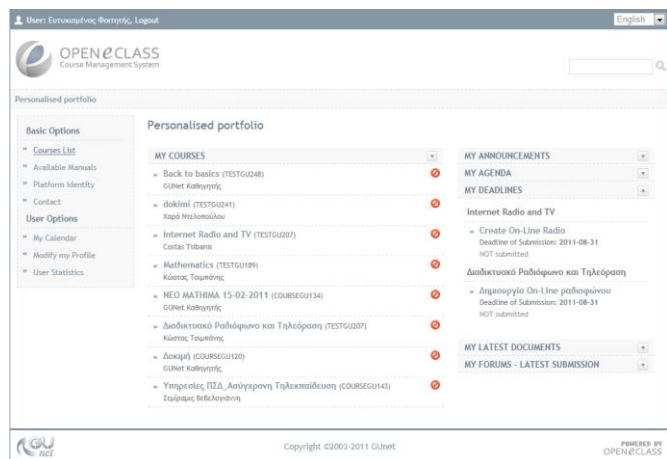 User: Ευτυχισμένος Φοιτητής, Logout
English
OPEN eCLASS
Course Management System
Personalised portfolio
Basic Options
Courses List
Available Manuals
Platform Identity
Contact
User Options
My Calendar
Modify my Profile
User Statistics
Personalised portfolio
MY COURSES
Back to basics (TESTGU248)
GUNet Καθηγητής
dokimi (TESTGU241)
Χαρά Ντελοπούλου
Internet Radio and TV (TESTGU207)
Costas Tsibanis
Mathematics (TESTGU189)
Κώστας Τσιμπάνης
NEO MATHIMA 15-02-2011 (COURSEGU134)
GUNet Καθηγητής
Διαδικτυακό Ραδιόφωνο και Τηλεόραση (TESTGU207)
Κώστας Τσιμπάνης
Δοκιμή (COURSEGU120)
GUNet Καθηγητής
Υπηρεσίες ΠΣΔ_Ασύγχρονη Τηλεκπαίδευση (COURSEGU143)
Σεμίραμις Βεβελογιάννη
MY ANNOUNCEMENTS
MY AGENDA
MY DEADLINES
Internet Radio and TV
Create On-Line Radio
Deadline of Submission: 2011-08-31
NOT submitted
Διαδικτυακό Ραδιόφωνο και Τηλεόραση
Δημιουργία On-Line ραδιοφώνου
Deadline of Submission: 2011-08-31
NOT submitted
MY LATEST DOCUMENTS
MY FORUMS - LATEST SUBMISSION
GU net
Copyright ©2003-2011 GUnet
POWERED BY
OPEN eCLASS